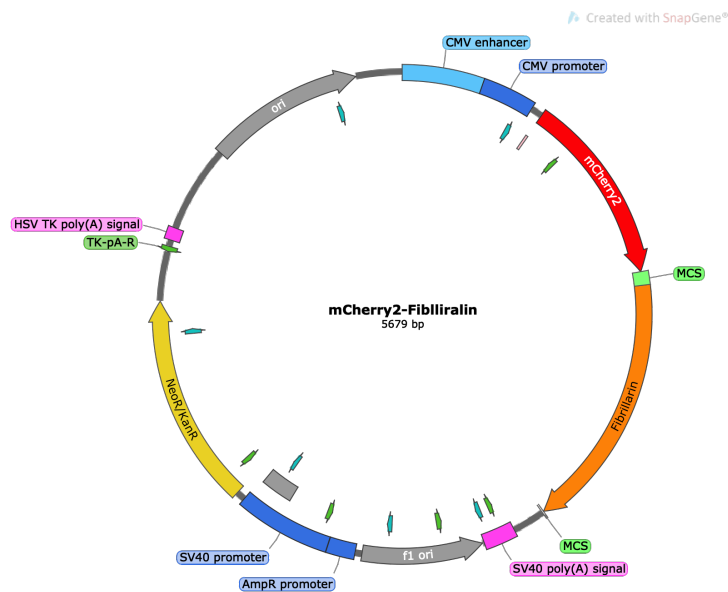 Created with SnapGene®
CMV enhancer
CMV promoter
ori
mCherry2
HSV TK poly(A) signal
TK-pA-R
MCS
mCherry2-Fiblliralin
5679 bp
NeoR/KanR
Fibrillarin
MCS
SV40 promoter
f1 ori
SV40 poly(A) signal
AmpR promoter